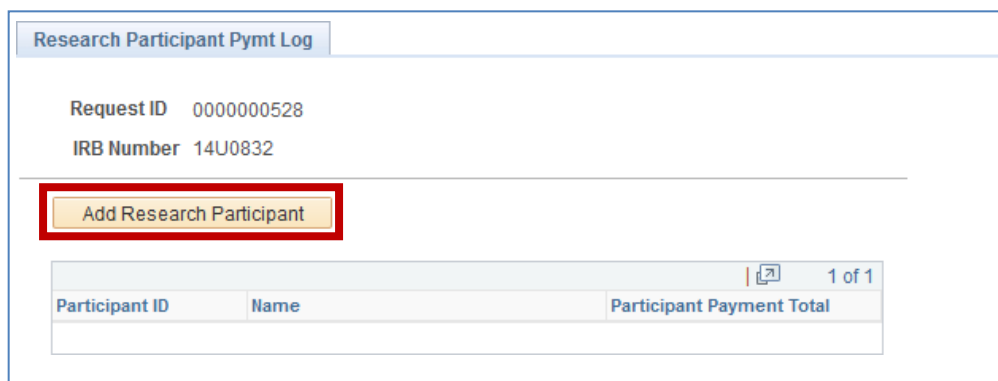 Research Participant Pymt Log
Request ID 0000000528
IRB Number 14U0832
Add Research Participant
1 of 1
Participant ID Name Participant Payment Total